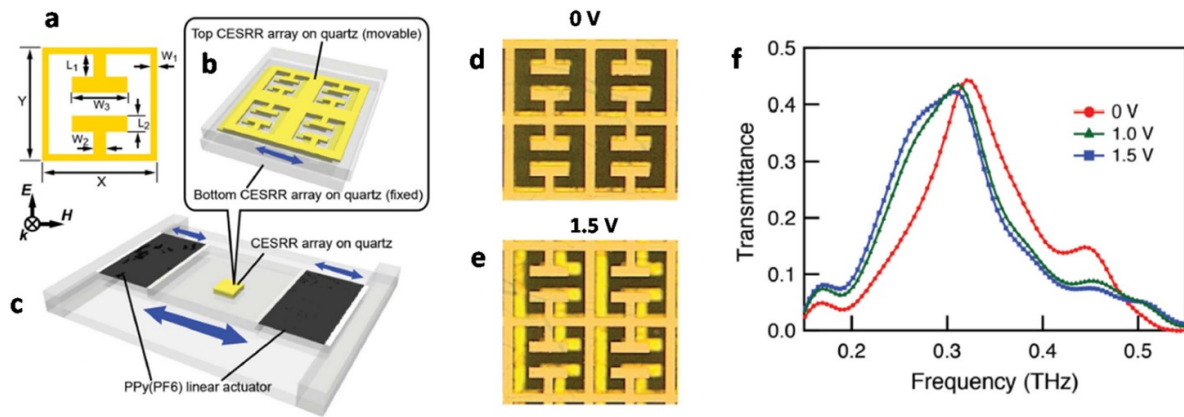 a
L1
W1
Y
W3
L2
W2
X
E
H
k
b
Top CESRR array on quartz (movable)
Bottom CESRR array on quartz (fixed)
c
CESRR array on quartz
PPy(PF6) linear actuator
0 V
d
1.5 V
e
f
0 V
1.0 V
1.5 V
Transmittance
0.5
0.4
0.3
0.2
0.1
0.0
0.2
0.3
0.4
0.5
Frequency (THz)